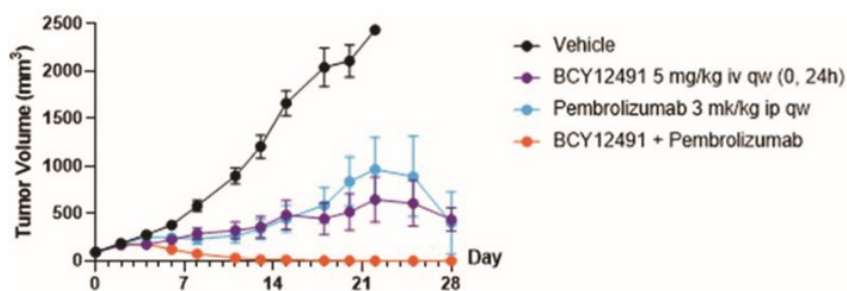 2500
2000
1500
1000
500
0
Tumor Volume (mm³)
0 7 14 21 28
Day
Vehicle
BCY12491 5 mg/kg iv qw (0, 24h)
Pembrolizumab 3 mk/kg ip qw
BCY12491 + Pembrolizumab